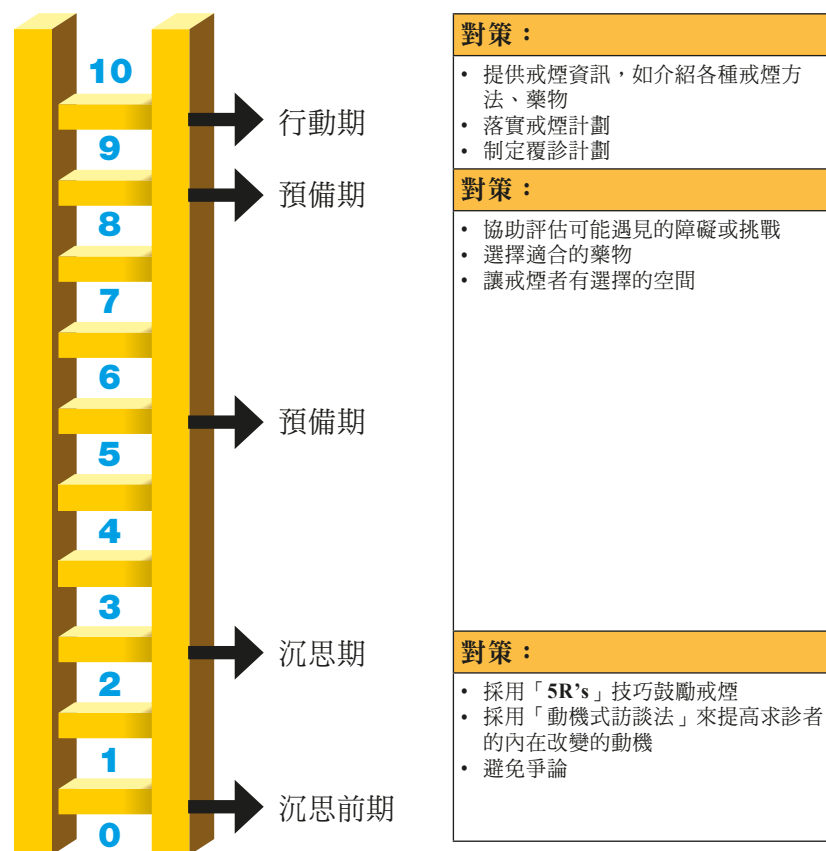 10
行動期
9
預備期
8
7
6
預備期
5
4
3
沉思期
2
1
沉思前期
0
對策：
• 提供戒煙資訊，如介紹各種戒煙方
法、藥物
• 落實戒煙計劃
• 制定覆診計劃
對策：
• 協助評估可能遇見的障礙或挑戰
• 選擇適合的藥物
• 讓戒煙者有選擇的空間
對策：
• 採用「5R’s」技巧鼓勵戒煙
• 採用「動機式訪談法」來提高求診者
的內在改變的動機
• 避免爭論